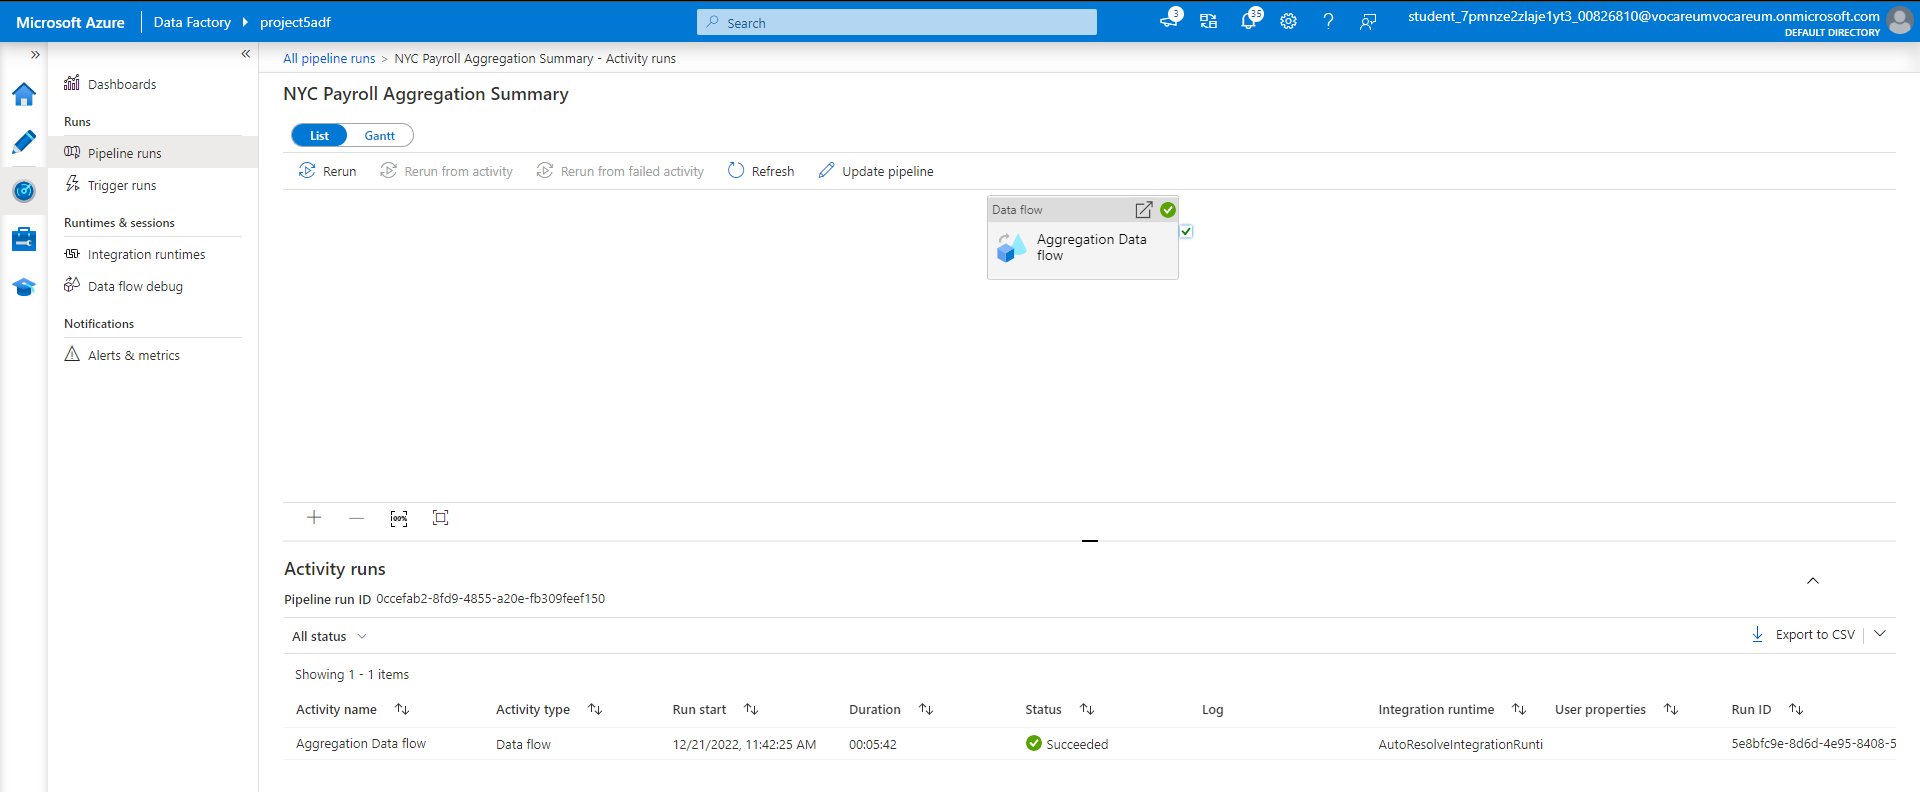 Microsoft Azure
Data Factory
project5adf
Search
3
35
student_7pmnze2zlaje1yt3_00826810@vocareumvocareum.onmicrosoft.com
DEFAULT DIRECTORY
Dashboards
Runs
Pipeline runs
Trigger runs
Runtimes & sessions
Integration runtimes
Data flow debug
Notifications
Alerts & metrics
All pipeline runs > NYC Payroll Aggregation Summary - Activity runs
NYC Payroll Aggregation Summary
List Gantt
Rerun Rerun from activity Rerun from failed activity Refresh Update pipeline
Data flow
Aggregation Data
flow
100%
Activity runs
Pipeline run ID 0ccefab2-8fd9-4855-a20e-fb309feef150
All status
Export to CSV
Showing 1 - 1 items
Activity name Activity type Run start Duration Status Log Integration runtime User properties Run ID
Aggregation Data flow Data flow 12/21/2022, 11:42:25 AM 00:05:42 Succeeded AutoResolveIntegrationRunti 5e8bfc9e-8d6d-4e95-8408-5